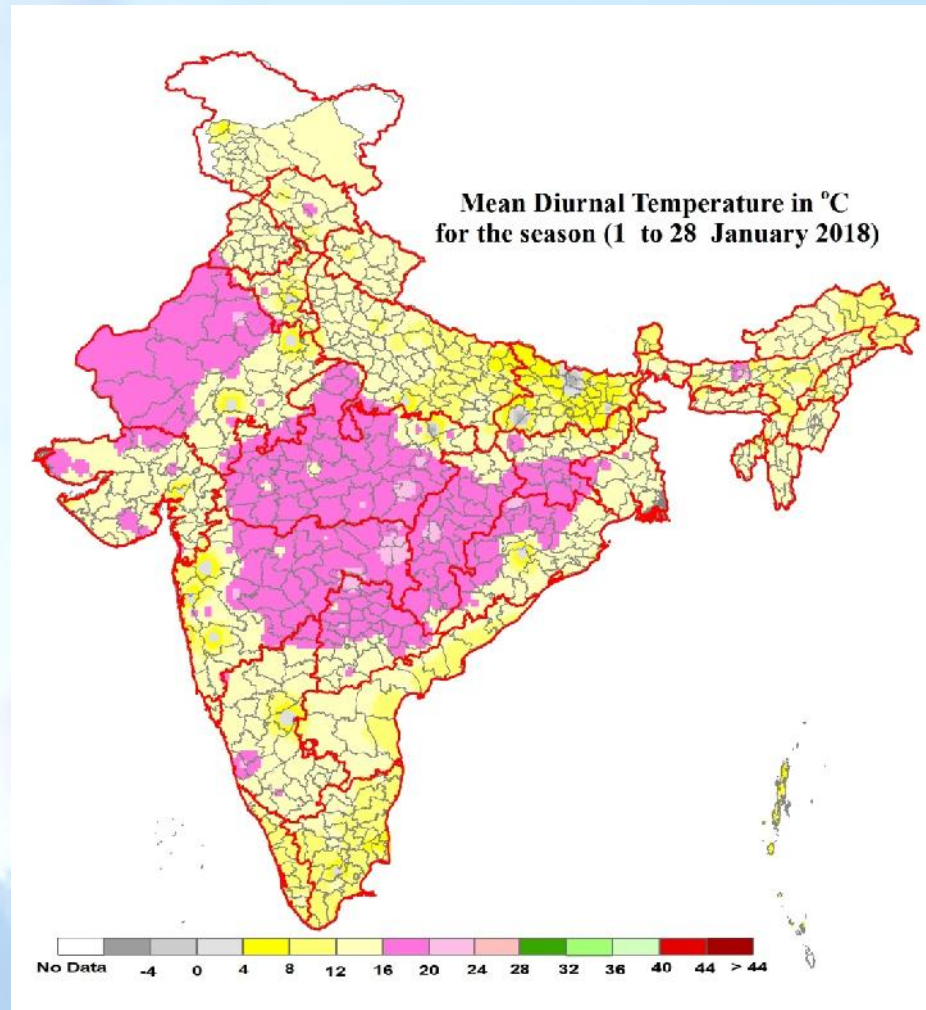 Mean Diurnal Temperature in °C
for the season (1 to 28 January 2018)
No Data -4 0 4 8 12 16 20 24 28 32 36 40 44 > 44